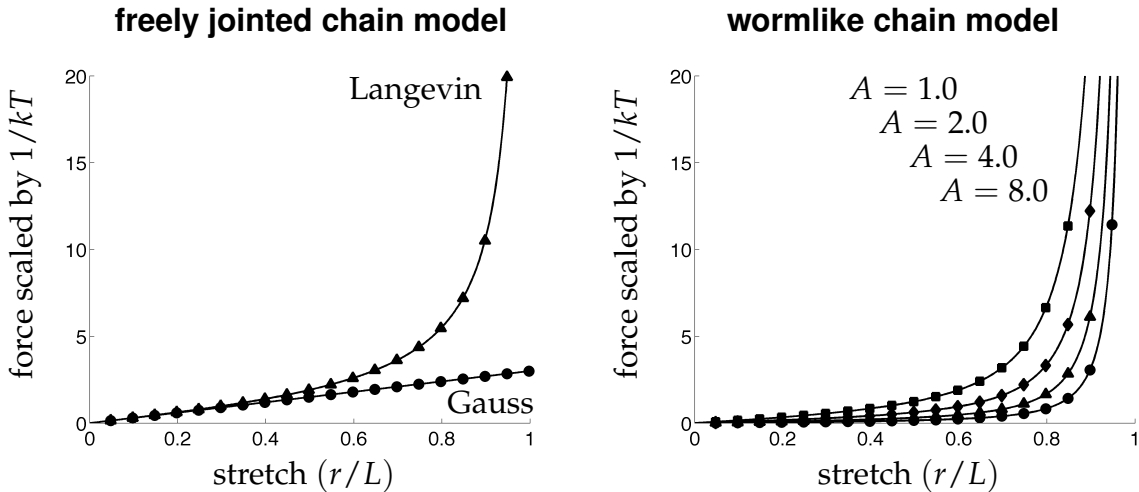 freely jointed chain model
force scaled by 1/kT
20
15
10
5
0
0
0.2
0.4
0.6
0.8
1
Langevin
Gauss
stretch (r/L)
wormlike chain model
force scaled by 1/kT
20
15
10
5
0
0
0.2
0.4
0.6
0.8
1
A = 1.0
A = 2.0
A = 4.0
A = 8.0
stretch (r/L)